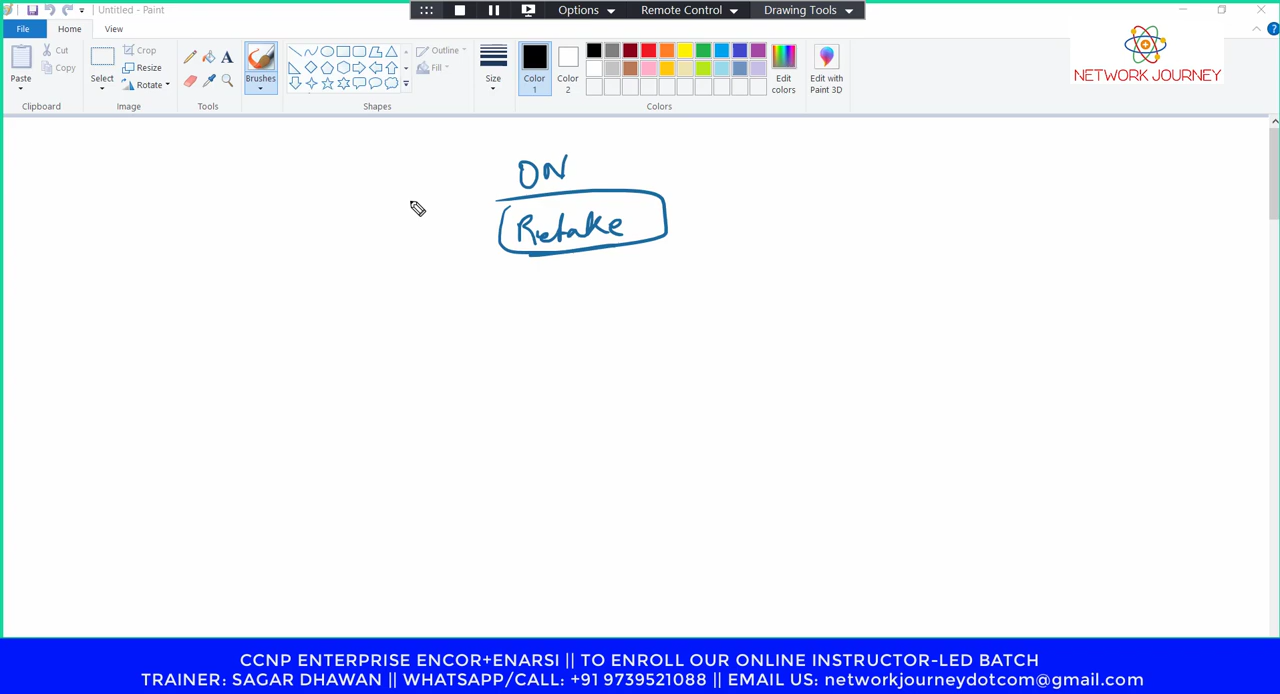 Untitled - Paint
Options
Remote Control
Drawing Tools
File
Home
View
Paste
Cut
Copy
Clipboard
Select
Crop
Resize
Rotate
Image
Tools
Brushes
Shapes
Outline
Fill
Size
Color 1
Color 2
Edit colors
Colors
Edit with Paint 3D
NETWORK JOURNEY
ON
Retake
CCNP ENTERPRISE ENCOR+ENARSI || TO ENROLL OUR ONLINE INSTRUCTOR-LED BATCH
TRAINER: SAGAR DHAWAN || WHATSAPP/CALL: +91 9739521088 || EMAIL US: networkjourneydotcom@gmail.com